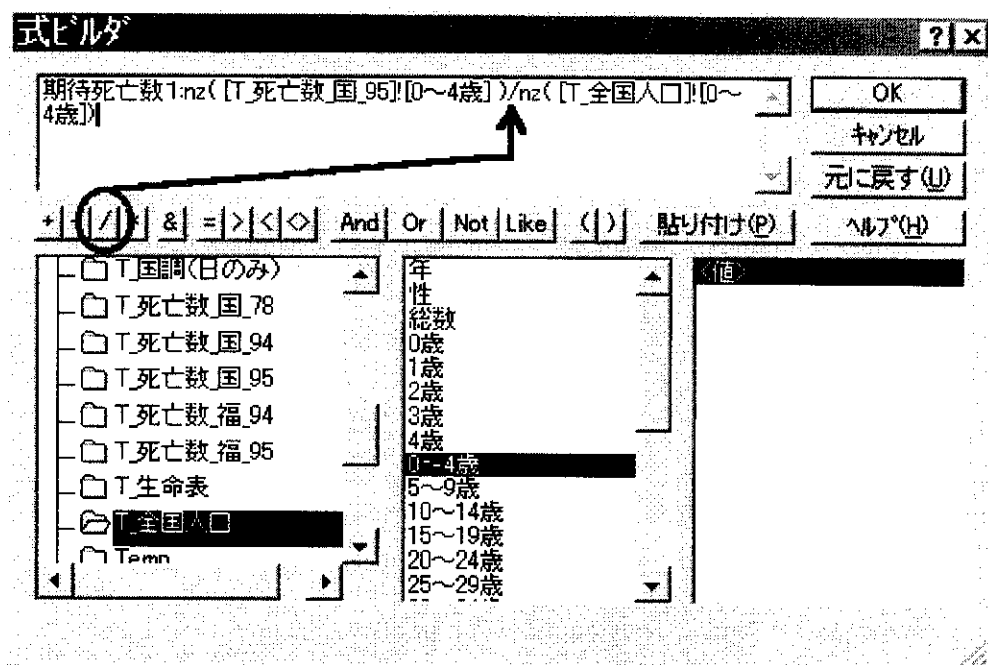 式ビルダ
? ×
期待死亡数1:nz( [T_死亡数_国_95]![0～4歳] )/nz( [T_全国人口]![0～
4歳])
OK
キャンセル
元に戻す(U)
+ - / * & = > < <> And Or Not Like ( ) 貼り付け(P) ヘルプ(H)
T_国調(日のみ)
T_死亡数_国_78
T_死亡数_国_94
T_死亡数_国_95
T_死亡数_福_94
T_死亡数_福_95
T_生命表
T_全国人口
Temp
年
性
総数
0歳
1歳
2歳
3歳
4歳
0～4歳
5～9歳
10～14歳
15～19歳
20～24歳
25～29歳
<値>